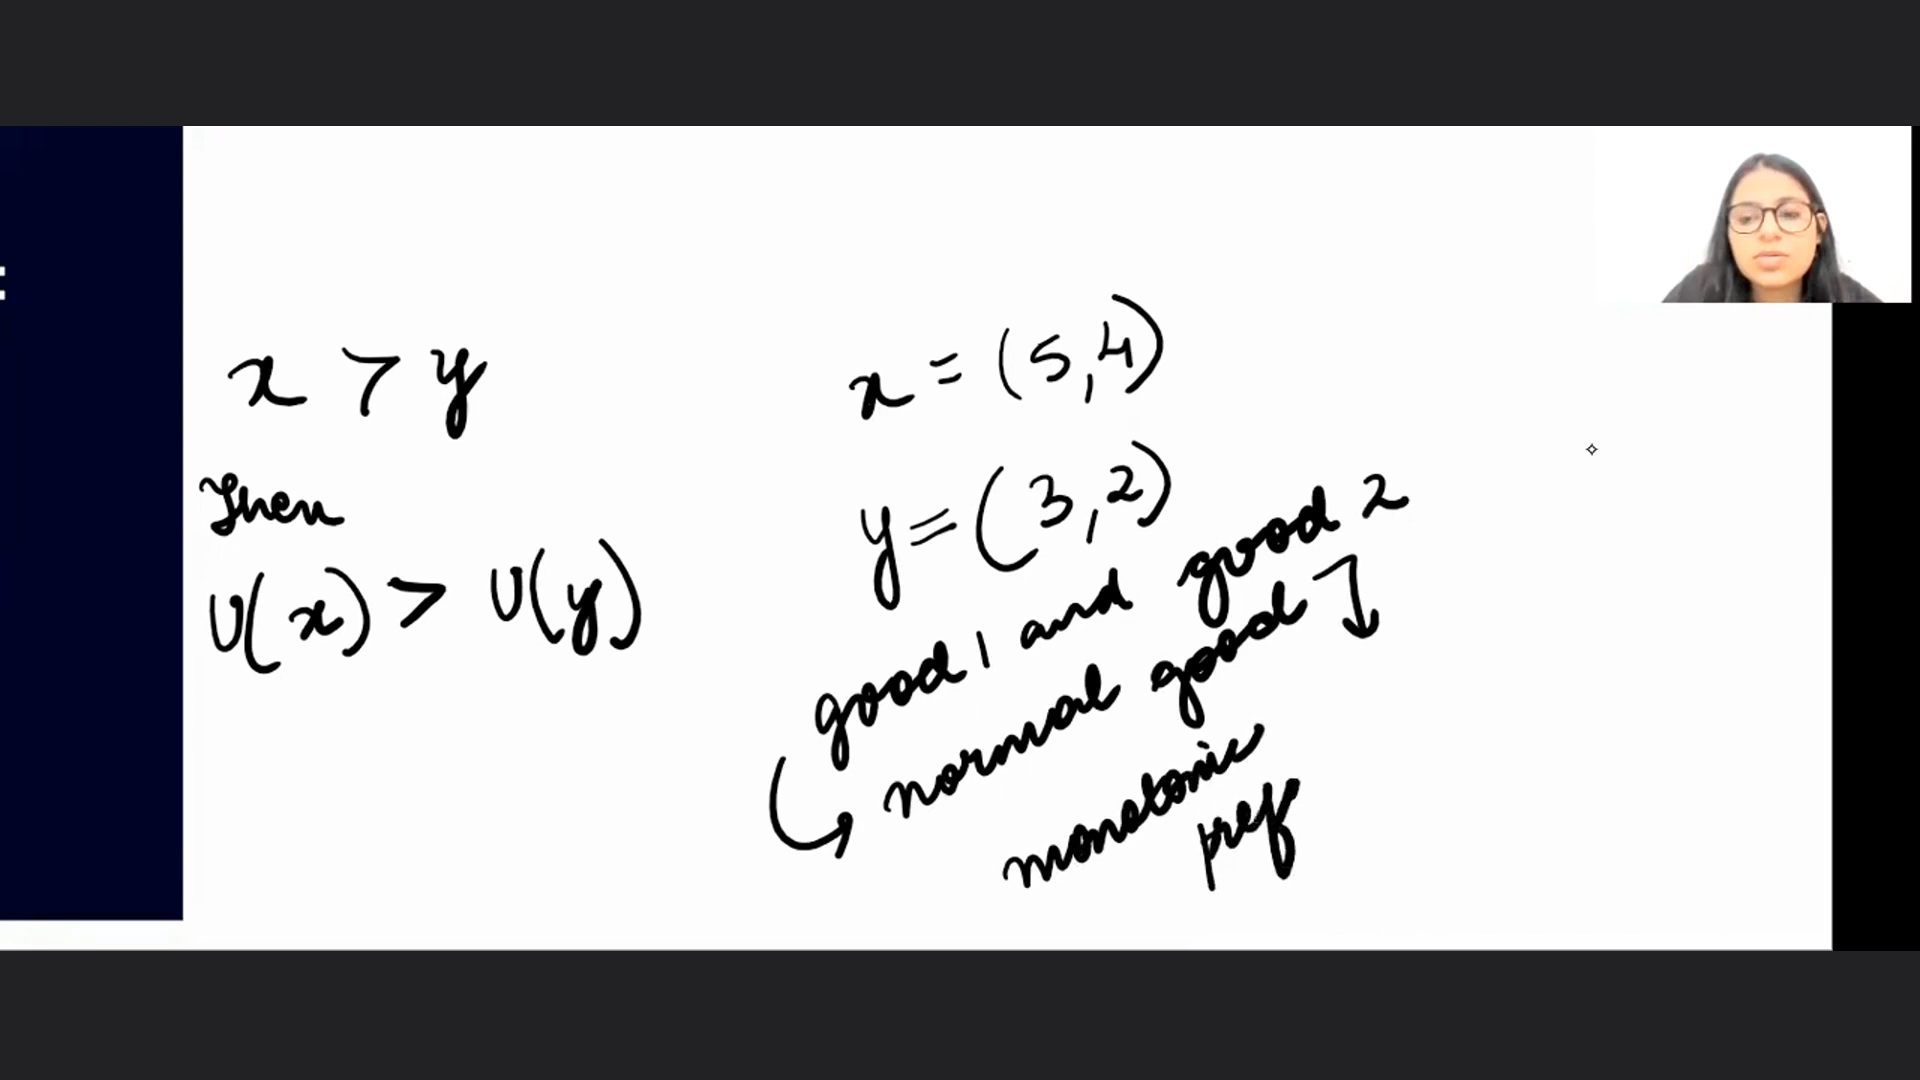 x > y
Then
U(x) > U(y)
x = (5,4)
y = (3,2)
good 1 and good 2
normal good
monotonic
pref